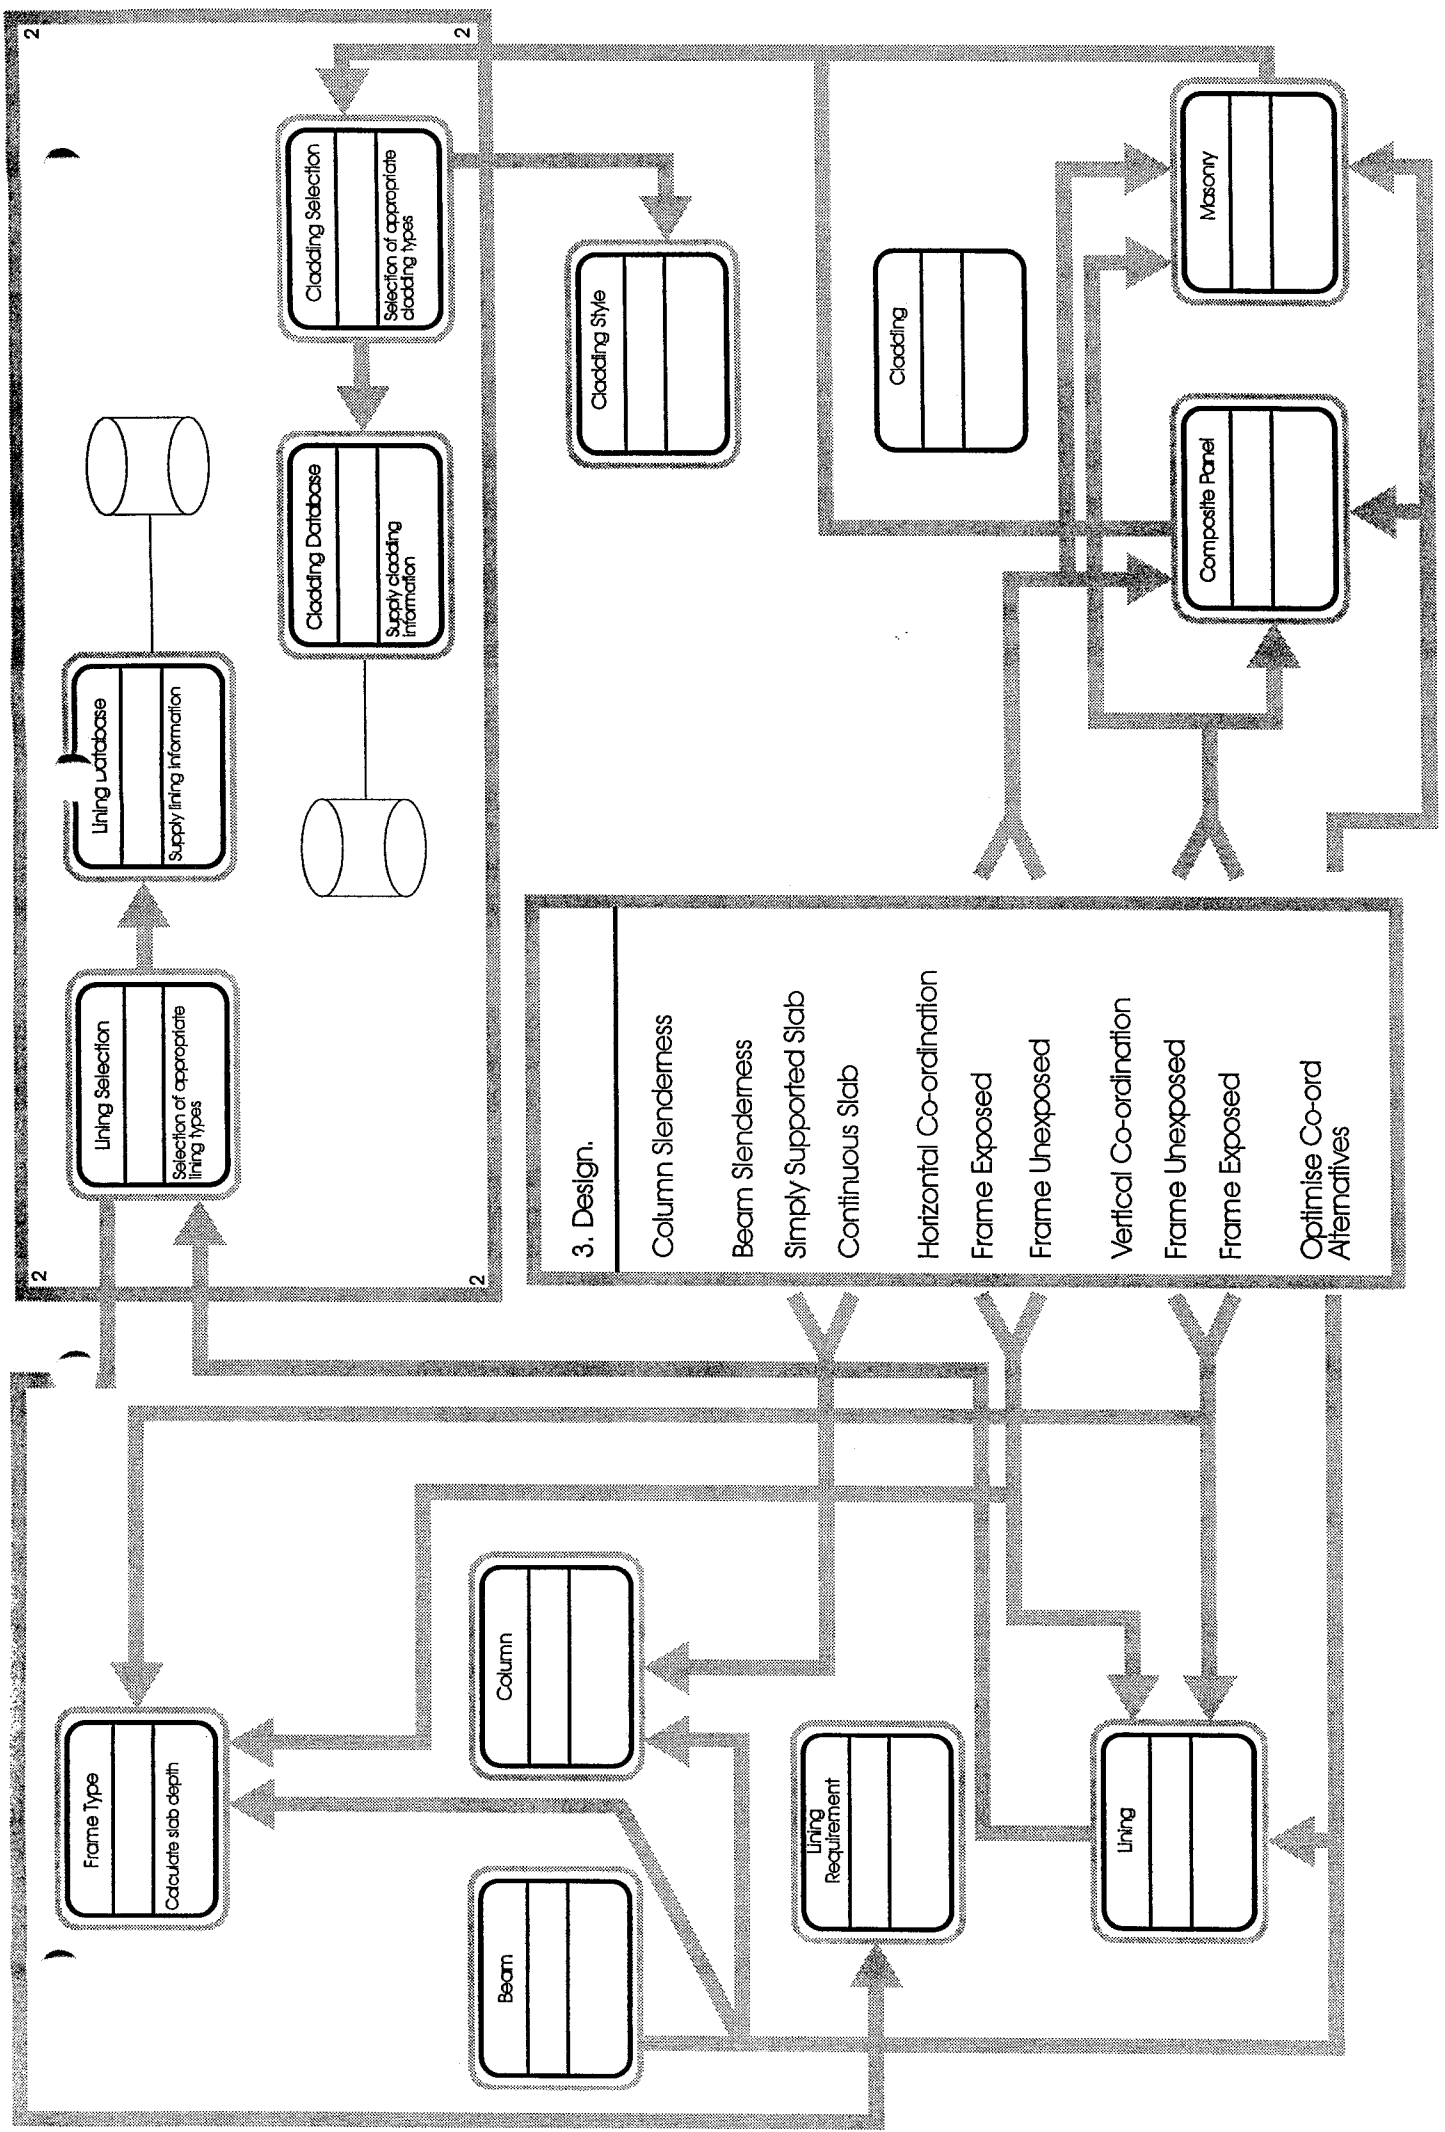 2
2
2
2
Frame Type
Calculate slab depth
Beam
Column
Lining
Requirement
Lining
Lining Selection
Selection of appropriate
lining types
Lining Database
Supply lining information
Cladding Database
Supply cladding
information
Cladding Selection
Selection of appropriate
cladding types
Cladding Style
Cladding
Composite Panel
Masonry
3. Design.
Column Slenderness
Beam Slenderness
Simply Supported Slab
Continuous Slab
Horizontal Co-ordination
Frame Exposed
Frame Unexposed
Vertical Co-ordination
Frame Unexposed
Frame Exposed
Optimise Co-ord
Alternatives